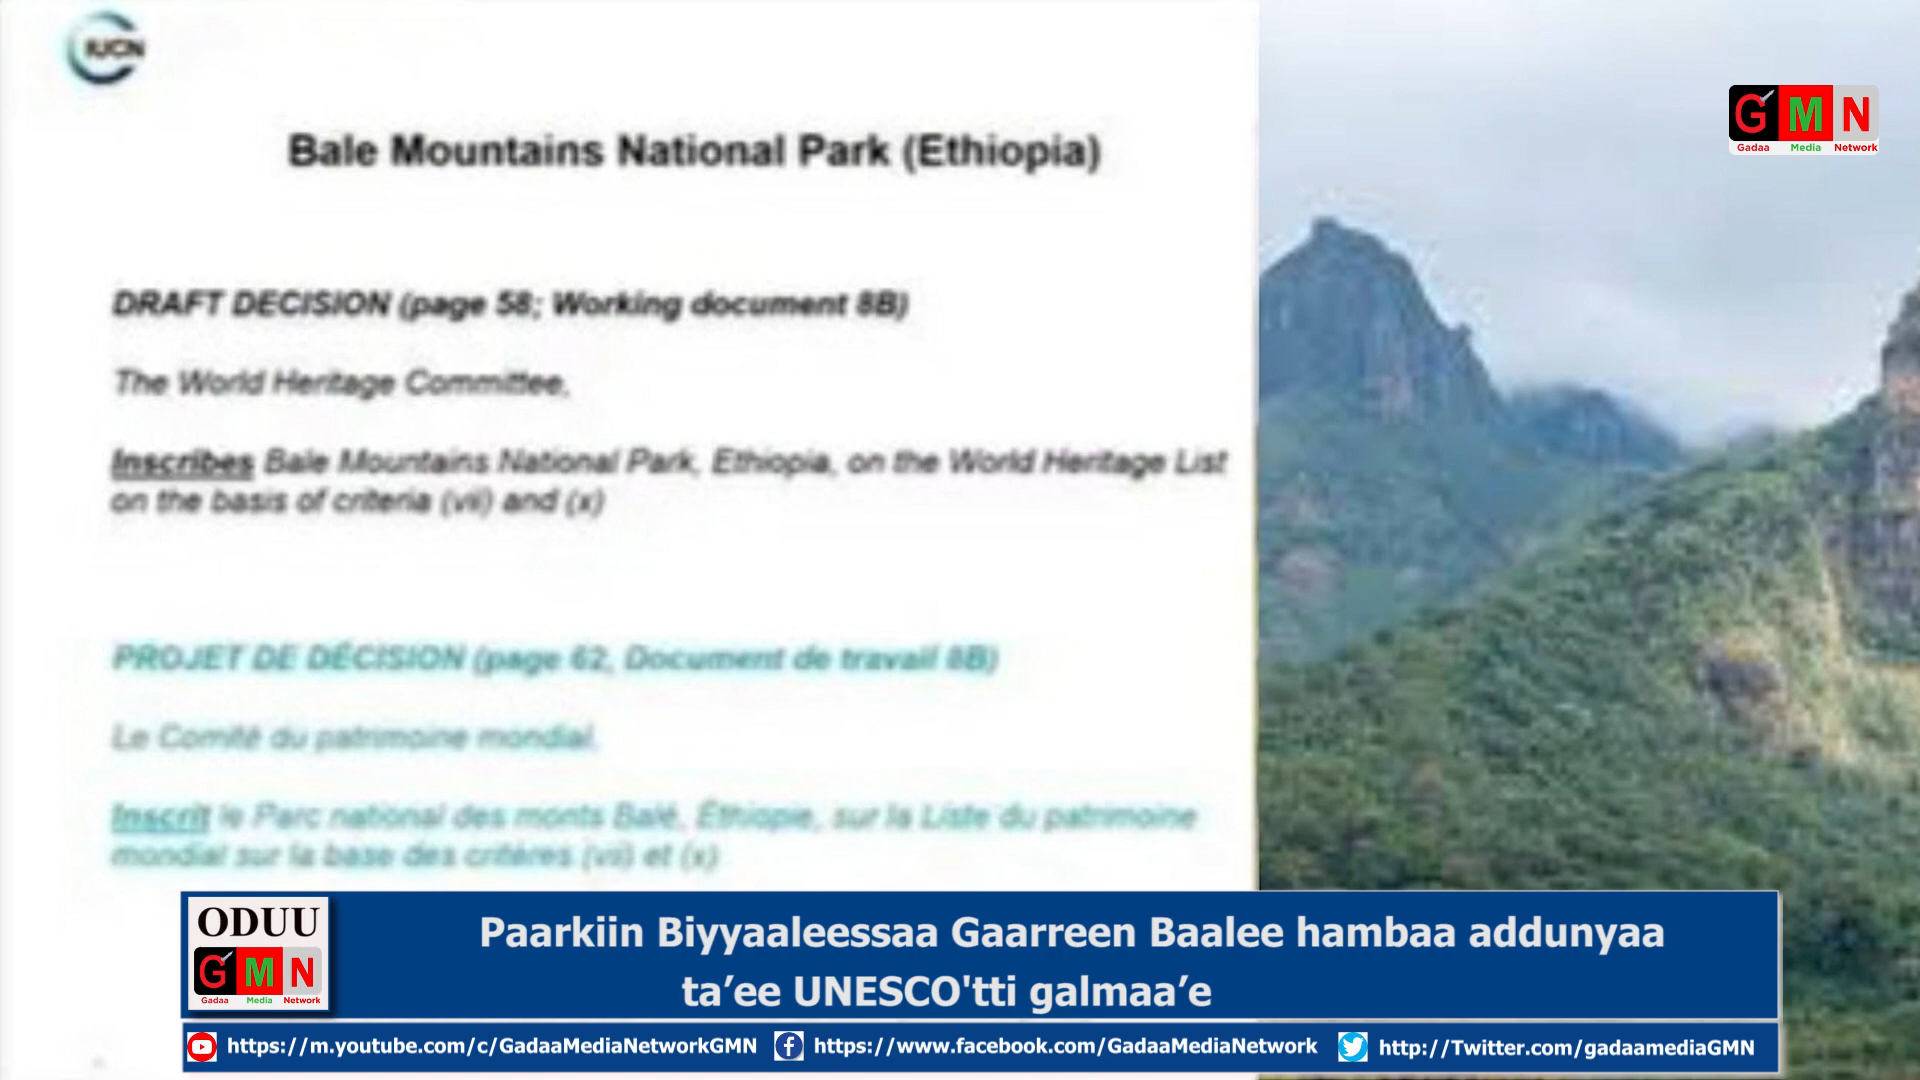 IUCN
Bale Mountains National Park (Ethiopia)
DRAFT DECISION (page 58; Working document 8B)
The World Heritage Committee,
Inscribes Bale Mountains National Park, Ethiopia, on the World Heritage List
on the basis of criteria (vii) and (x)
PROJET DE DÉCISION (page 62, Document de travail 8B)
Le Comité du patrimoine mondial,
Inscrit le Parc national des monts Balé, Éthiopie, sur la Liste du patrimoine
mondial sur la base des critères (vii) et (x)
GMN
Gadaa Media Network
ODUU
GMN
Gadaa Media Network
Paarkiin Biyyaaleessaa Gaarreen Baalee hambaa addunyaa
ta’ee UNESCO'tti galmaa’e
https://m.youtube.com/c/GadaaMediaNetworkGMN https://www.facebook.com/GadaaMediaNetwork http://Twitter.com/gadaamediaGMN